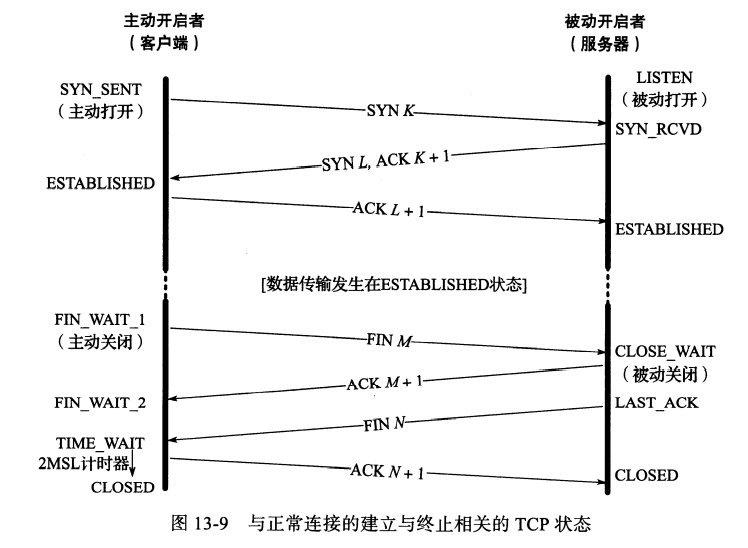 主动开启者
（客户端）
被动开启者
（服务器）
SYN_SENT
（主动打开）
LISTEN
（被动打开）
SYN K
SYN_RCVD
SYN L, ACK K + 1
ESTABLISHED
ACK L + 1
ESTABLISHED
[数据传输发生在ESTABLISHED状态]
FIN_WAIT_1
（主动关闭）
FIN M
CLOSE_WAIT
（被动关闭）
ACK M + 1
FIN_WAIT_2
LAST_ACK
FIN N
TIME_WAIT
2MSL计时器
ACK N + 1
CLOSED
CLOSED
图 13-9 与正常连接的建立与终止相关的 TCP 状态